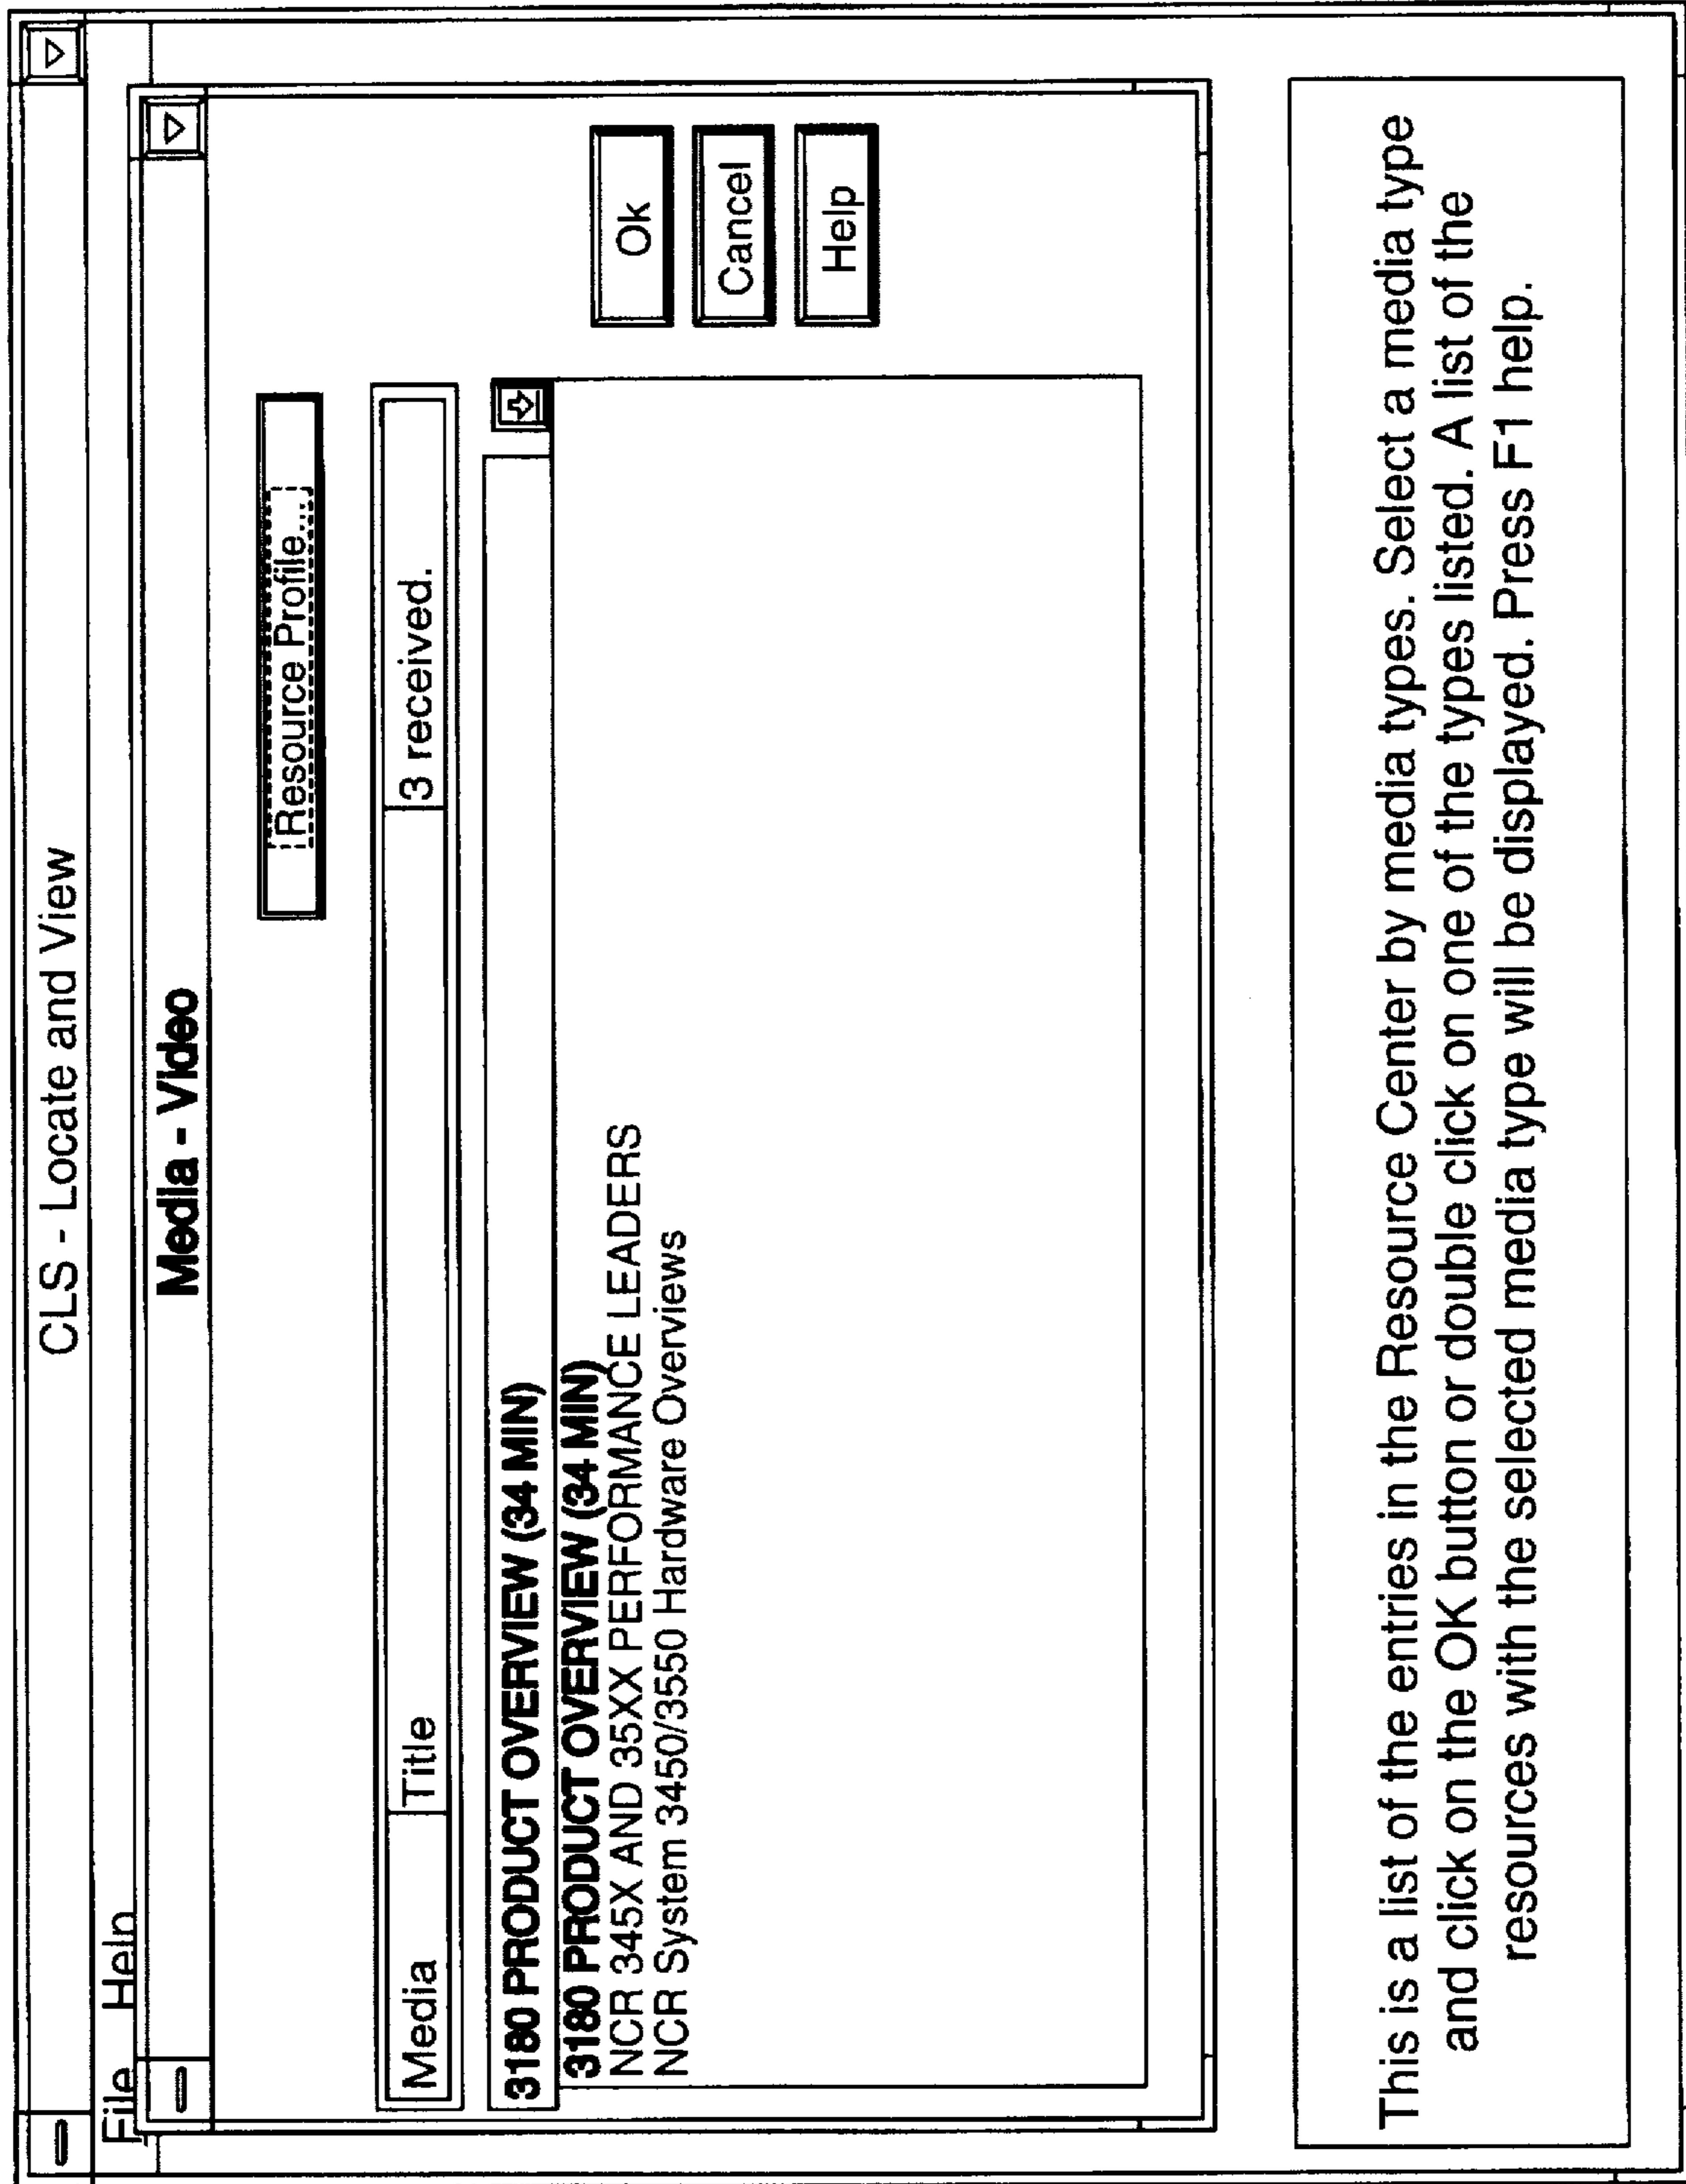 CLS - Locate and View
File Help
Media - Video
Resource Profile...
Media Title 3 received.
3180 PRODUCT OVERVIEW (34 MIN)
3180 PRODUCT OVERVIEW (34 MIN)
NCR 345X AND 35XX PERFORMANCE LEADERS
NCR System 3450/3550 Hardware Overviews
Ok
Cancel
Help
This is a list of the entries in the Resource Center by media types. Select a media type
and click on the OK button or double click on one of the types listed. A list of the
resources with the selected media type will be displayed. Press F1 help.